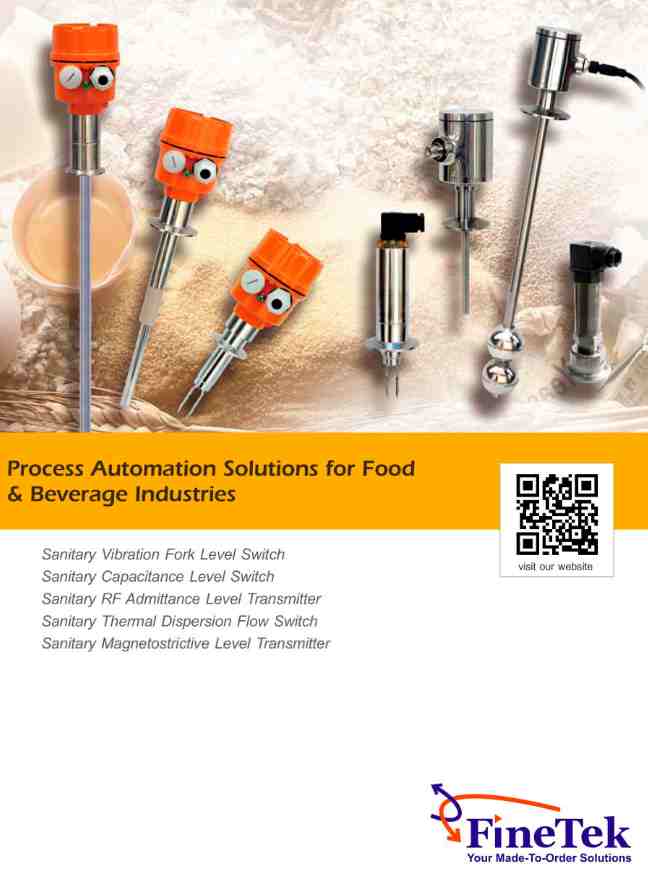 Process Automation Solutions for Food
& Beverage Industries
visit our website
Sanitary Vibration Fork Level Switch
Sanitary Capacitance Level Switch
Sanitary RF Admittance Level Transmitter
Sanitary Thermal Dispersion Flow Switch
Sanitary Magnetostrictive Level Transmitter
FineTek
Your Made-To-Order Solutions